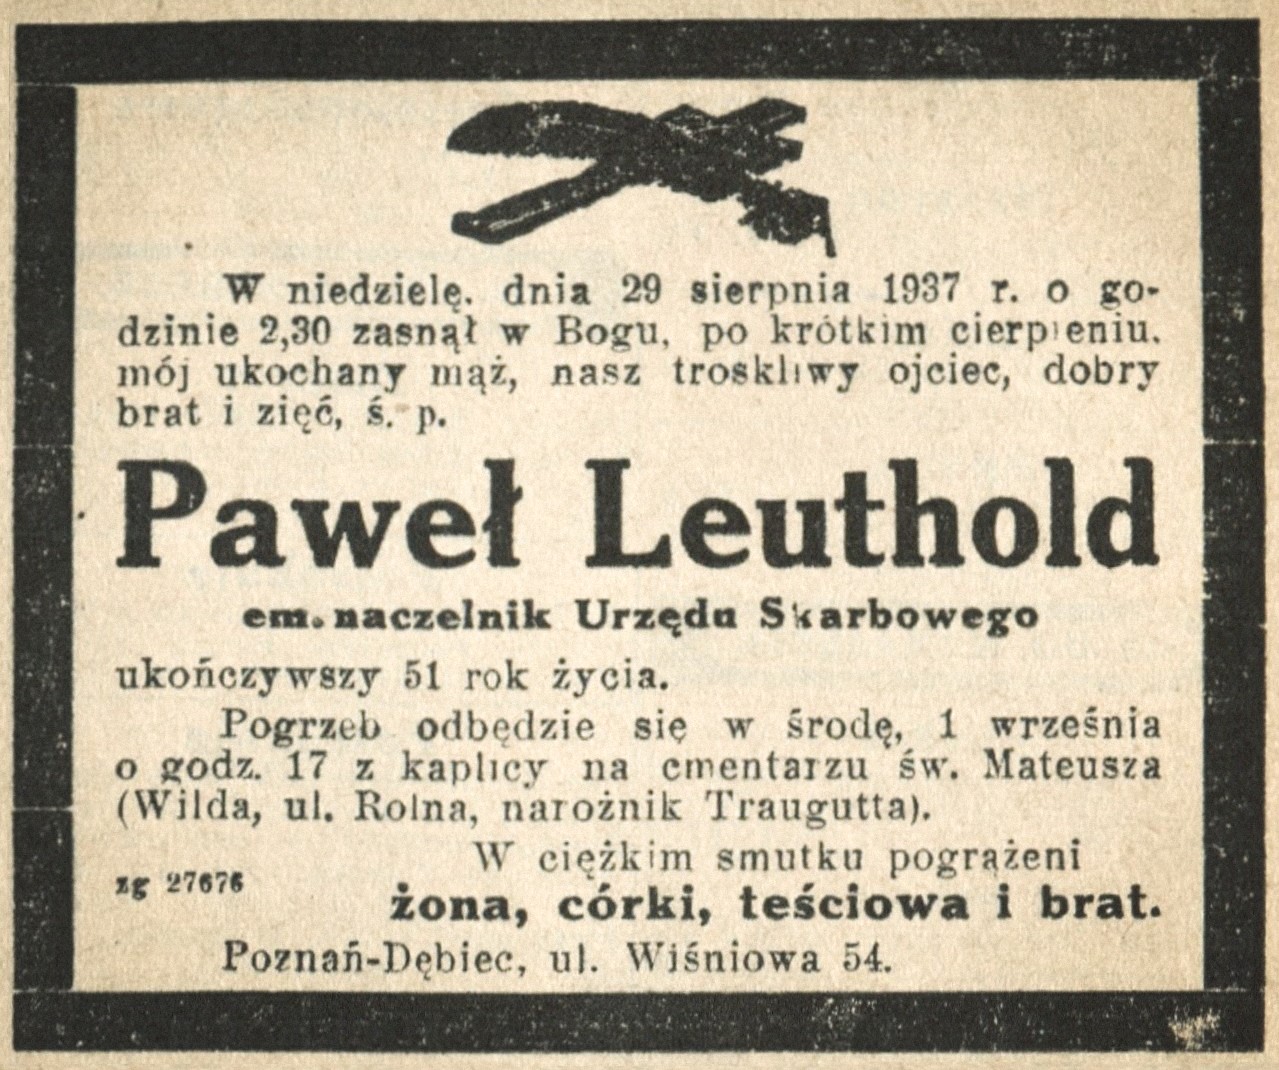 W niedzielę, dnia 29 sierpnia 1937 r. o go-
dzinie 2,30 zasnął w Bogu, po krótkim cierpieniu,
mój ukochany mąż, nasz troskliwy ojciec, dobry
brat i zięć, ś. p.
Paweł Leuthold
em. naczelnik Urzędu Skarbowego
ukończywszy 51 rok życia.
Pogrzeb odbędzie się w środę, 1 września
o godz. 17 z kaplicy na cmentarzu św. Mateusza
(Wilda, ul. Rolna, narożnik Traugutta).
W ciężkim smutku pogrążeni
zg 27676
żona, córki, teściowa i brat.
Poznań-Dębiec, ul. Wiśniowa 54.